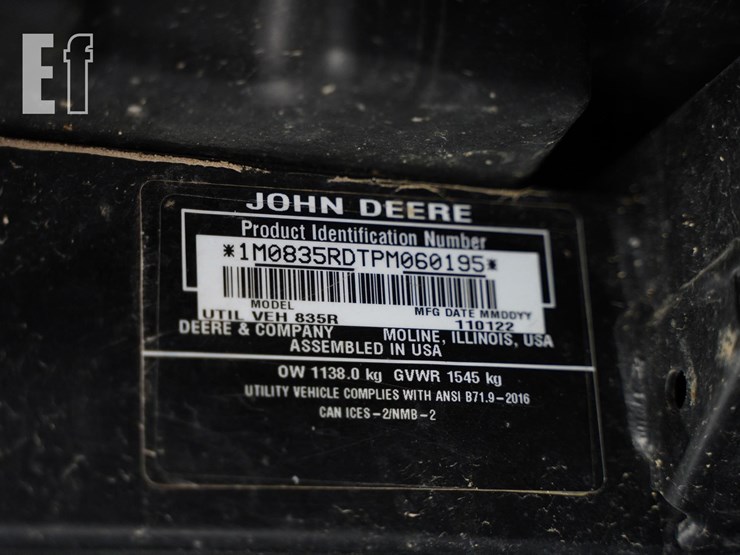 Ef
JOHN DEERE
Product Identification Number
*1M0835RDTPM060195*
MODEL MFG DATE MMDDYY
UTIL VEH 835R 110122
DEERE & COMPANY MOLINE, ILLINOIS, USA
ASSEMBLED IN USA
OW 1138.0 kg GVWR 1545 kg
UTILITY VEHICLE COMPLIES WITH ANSI B71.9-2016
CAN ICES-2/NMB-2